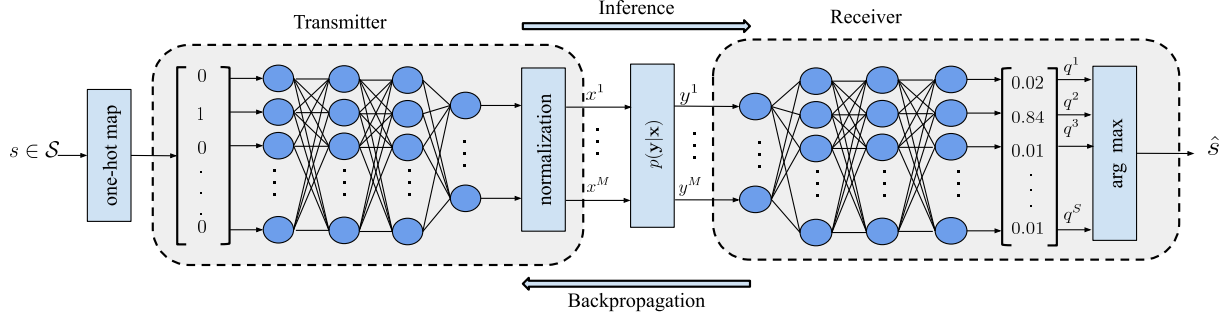 Inference
Transmitter
Receiver
s ∈ 𝒮
one-hot map
0
1
0
.
.
.
0
normalization
x^1
x^M
p(y|x)
y^1
y^M
0.02
0.84
0.01
.
.
.
0.01
q^1
q^2
q^3
q^S
arg max
ŝ
Backpropagation